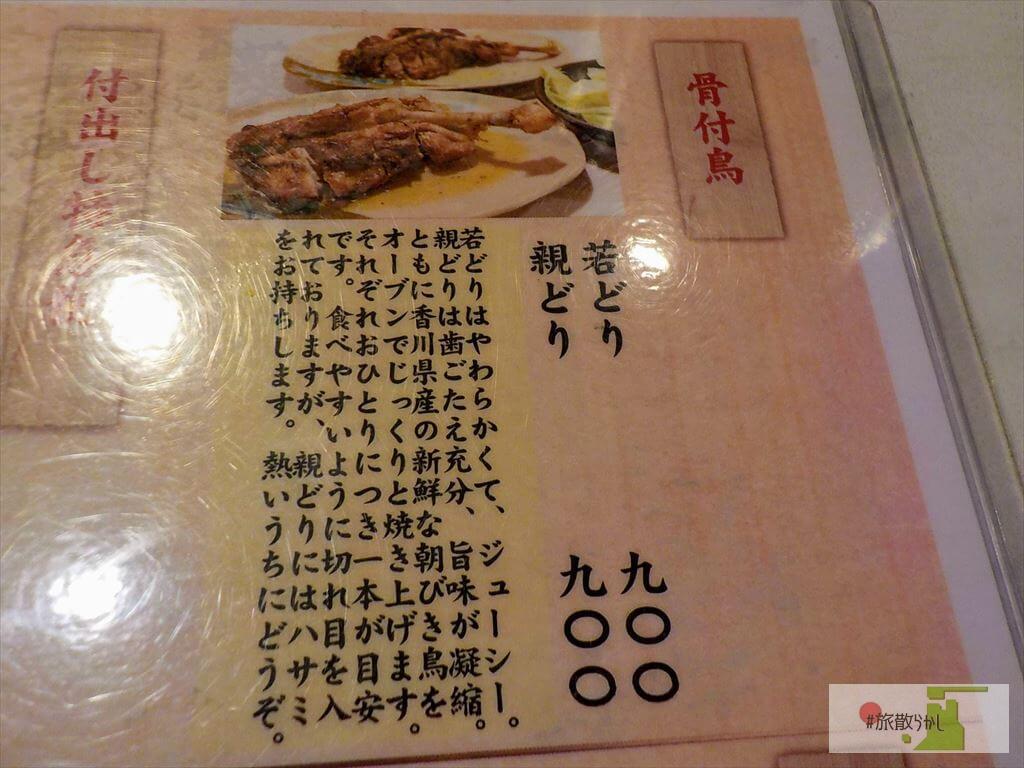 骨付鳥
若どり 九〇〇
親どり 九〇〇
若どりはやわらかくて、ジューシー。
親どりは歯ごたえ充分、旨味が凝縮。
ともに香川県産の新鮮な朝びき鳥を
オーブンでじっくりと焼き上げます。
それぞれおひとりにつき一本が目安
です。食べやすいように切れ目を入
れておりますが、親どりにはハサミ
をお持ちします。熱いうちにどうぞ。
付出し
#旅散らかし